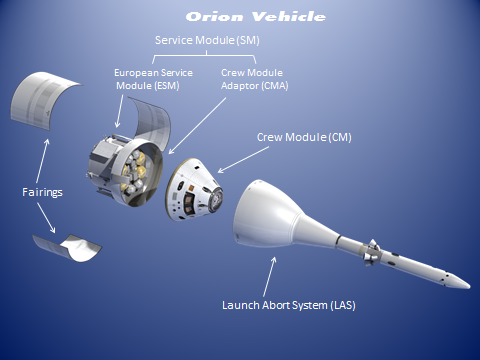 Orion Vehicle
Service Module (SM)
European Service
Module (ESM)
Crew Module
Adaptor (CMA)
Crew Module (CM)
Fairings
Launch Abort System (LAS)